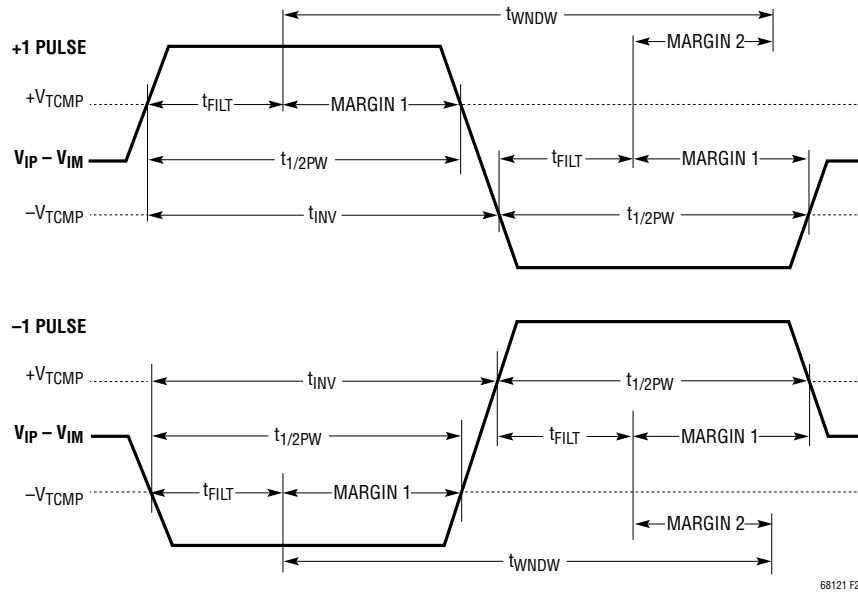 tWNDW
+1 PULSE
MARGIN 2
+VTCMP
tFILT
MARGIN 1
VIP – VIM
t1/2PW
tFILT
MARGIN 1
–VTCMP
tINV
t1/2PW
–1 PULSE
+VTCMP
tINV
t1/2PW
VIP – VIM
t1/2PW
tFILT
MARGIN 1
–VTCMP
tFILT
MARGIN 1
MARGIN 2
tWNDW
68121 F2